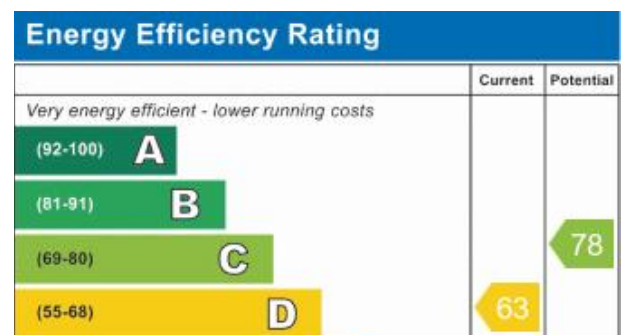 Energy Efficiency Rating
Current Potential
Very energy efficient - lower running costs
(92-100) A
(81-91) B
(69-80) C 78
(55-68) D 63